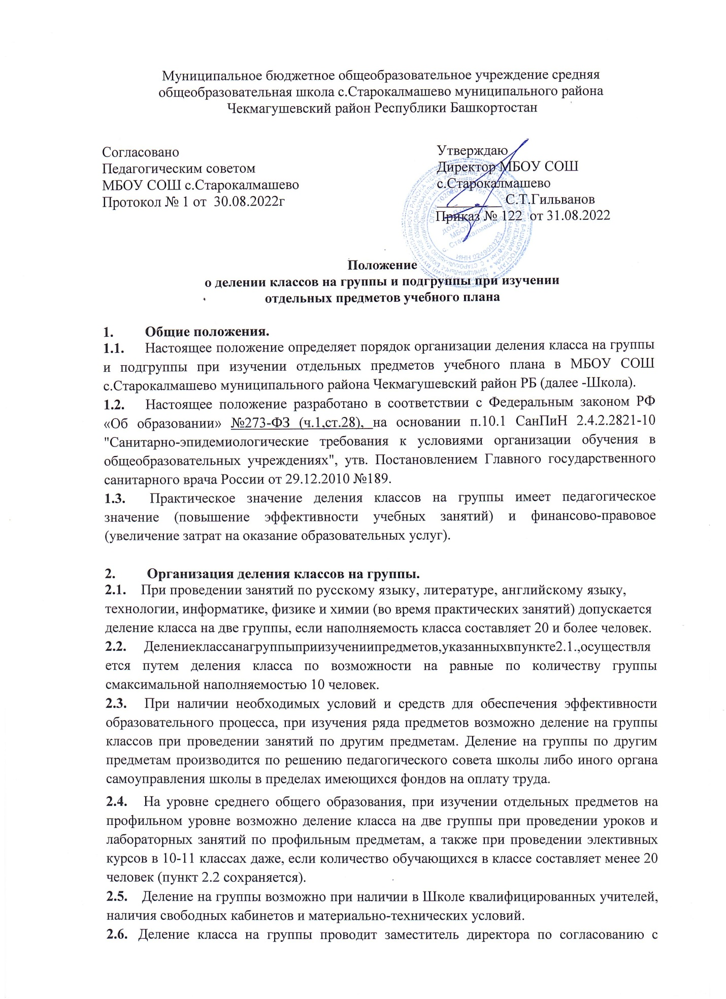 Муниципальное бюджетное общеобразовательное учреждение средняя
общеобразовательная школа с.Старокалмашево муниципального района
Чекмагушевский район Республики Башкортостан
Согласовано
Педагогическим советом
МБОУ СОШ с.Старокалмашево
Протокол № 1 от 30.08.2022г
Утверждаю
Директор МБОУ СОШ
с.Старокалмашево
_________ С.Т.Гильванов
Приказ № 122 от 31.08.2022
ИНН 0249003232
Положение
о делении классов на группы и подгруппы при изучении
отдельных предметов учебного плана
1. Общие положения.
1.1. Настоящее положение определяет порядок организации деления класса на группы
и подгруппы при изучении отдельных предметов учебного плана в МБОУ СОШ
с.Старокалмашево муниципального района Чекмагушевский район РБ (далее -Школа).
1.2. Настоящее положение разработано в соответствии с Федеральным законом РФ
«Об образовании» №273-ФЗ (ч.1,ст.28), на основании п.10.1 СанПиН 2.4.2.2821-10
"Санитарно-эпидемиологические требования к условиями организации обучения в
общеобразовательных учреждениях", утв. Постановлением Главного государственного
санитарного врача России от 29.12.2010 №189.
1.3. Практическое значение деления классов на группы имеет педагогическое
значение (повышение эффективности учебных занятий) и финансово-правовое
(увеличение затрат на оказание образовательных услуг).
2. Организация деления классов на группы.
2.1. При проведении занятий по русскому языку, литературе, английскому языку,
технологии, информатике, физике и химии (во время практических занятий) допускается
деление класса на две группы, если наполняемость класса составляет 20 и более человек.
2.2. Делениеклассанагруппыприизучениипредметов,указанныхвпункте2.1.,осуществля
ется путем деления класса по возможности на равные по количеству группы
смаксимальной наполняемостью 10 человек.
2.3. При наличии необходимых условий и средств для обеспечения эффективности
образовательного процесса, при изучения ряда предметов возможно деление на группы
классов при проведении занятий по другим предметам. Деление на группы по другим
предметам производится по решению педагогического совета школы либо иного органа
самоуправления школы в пределах имеющихся фондов на оплату труда.
2.4. На уровне среднего общего образования, при изучении отдельных предметов на
профильном уровне возможно деление класса на две группы при проведении уроков и
лабораторных занятий по профильным предметам, а также при проведении элективных
курсов в 10-11 классах даже, если количество обучающихся в классе составляет менее 20
человек (пункт 2.2 сохраняется).
2.5. Деление на группы возможно при наличии в Школе квалифицированных учителей,
наличия свободных кабинетов и материально-технических условий.
2.6. Деление класса на группы проводит заместитель директора по согласованию с